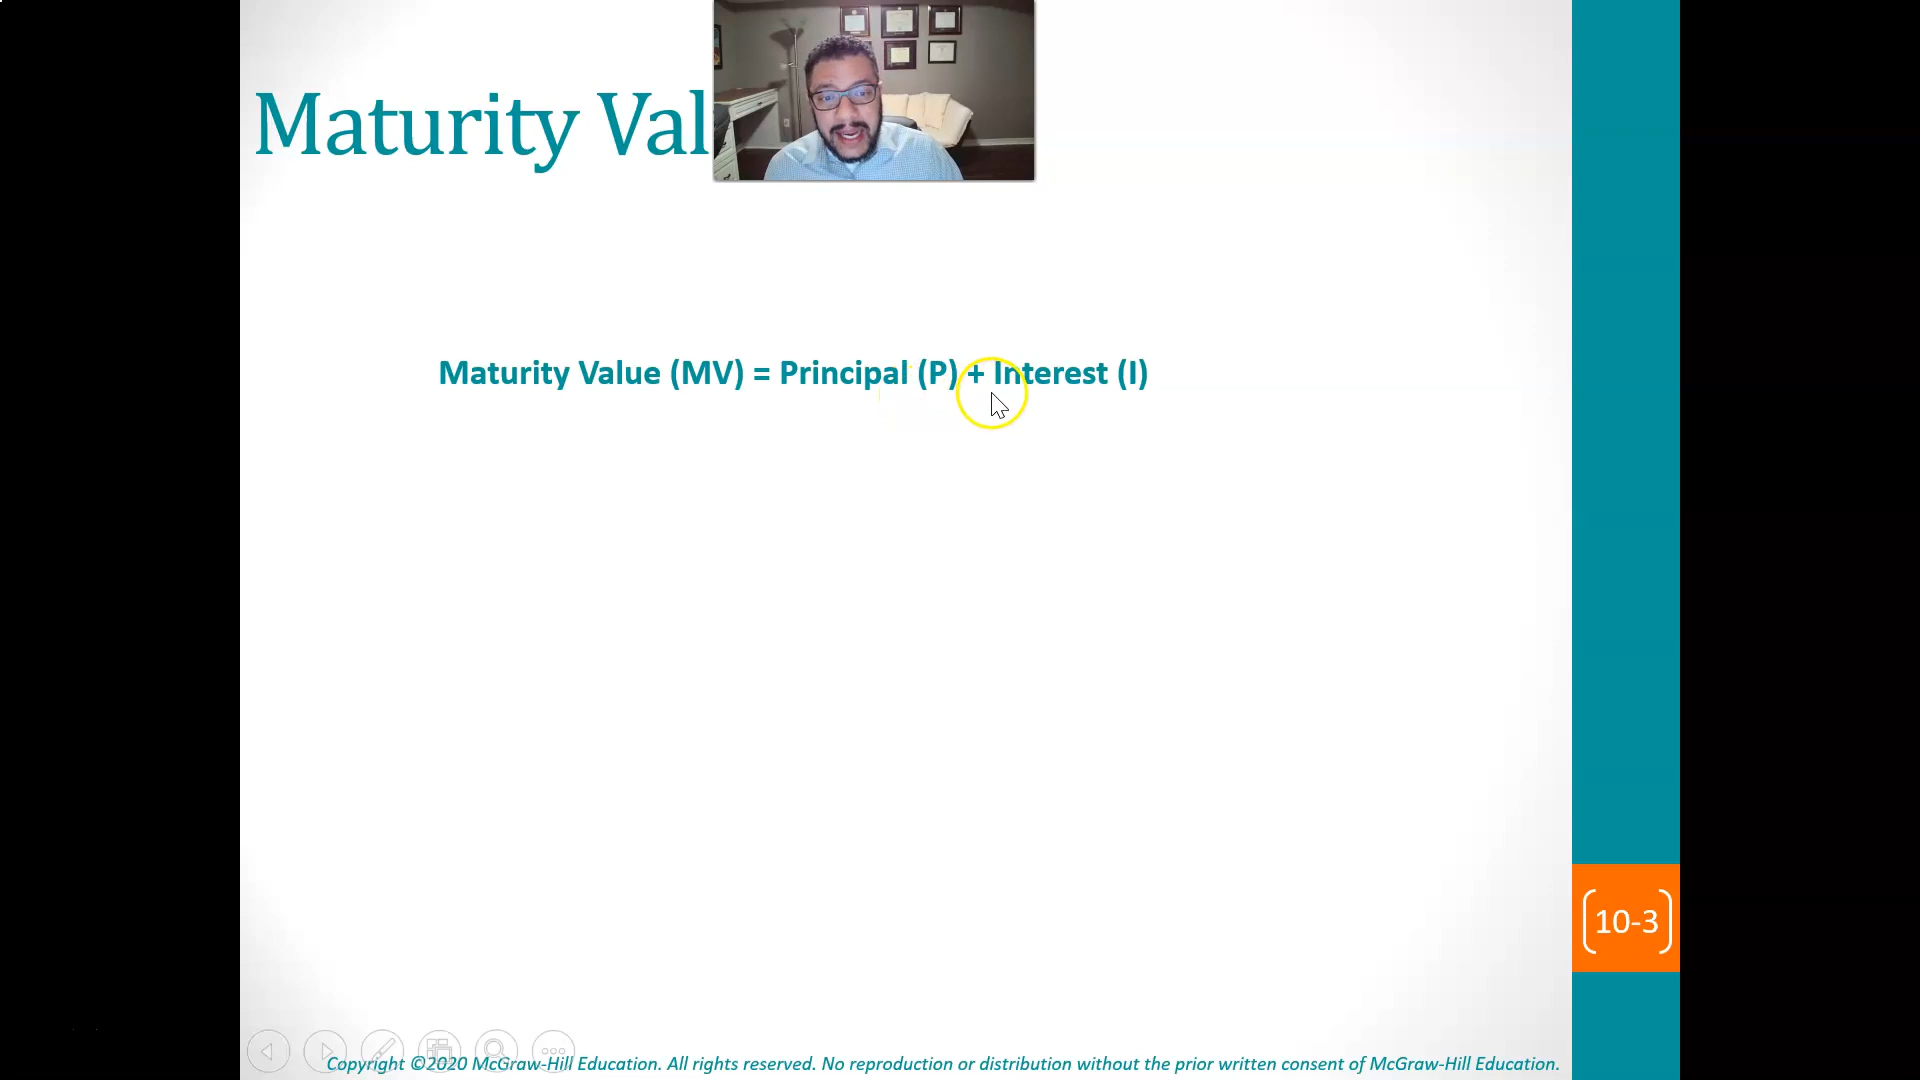 Maturity Val
Maturity Value (MV) = Principal (P) + Interest (I)
10-3
Copyright ©2020 McGraw-Hill Education. All rights reserved. No reproduction or distribution without the prior written consent of McGraw-Hill Education.